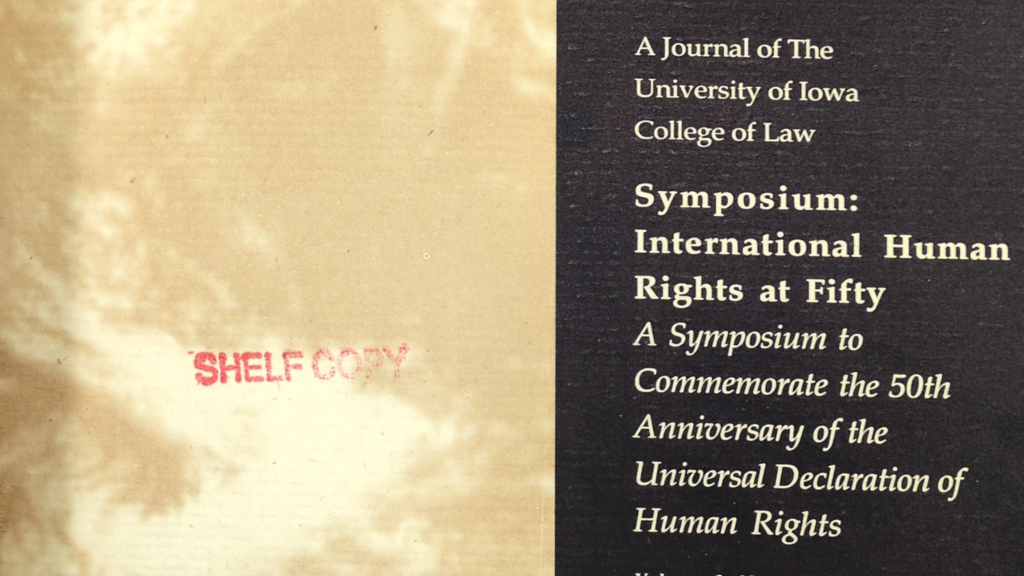 A Journal of The
University of Iowa
College of Law
Symposium:
International Human
Rights at Fifty
A Symposium to
Commemorate the 50th
Anniversary of the
Universal Declaration of
Human Rights
SHELF COPY